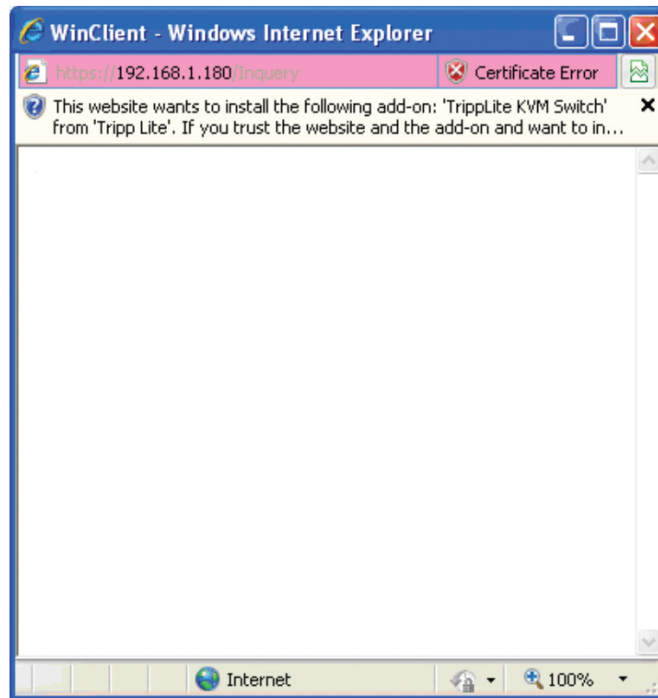 WinClient - Windows Internet Explorer
https://192.168.1.180/Inquery
Certificate Error
This website wants to install the following add-on: 'TrippLite KVM Switch'
from 'Tripp Lite'. If you trust the website and the add-on and want to in...
Internet
100%